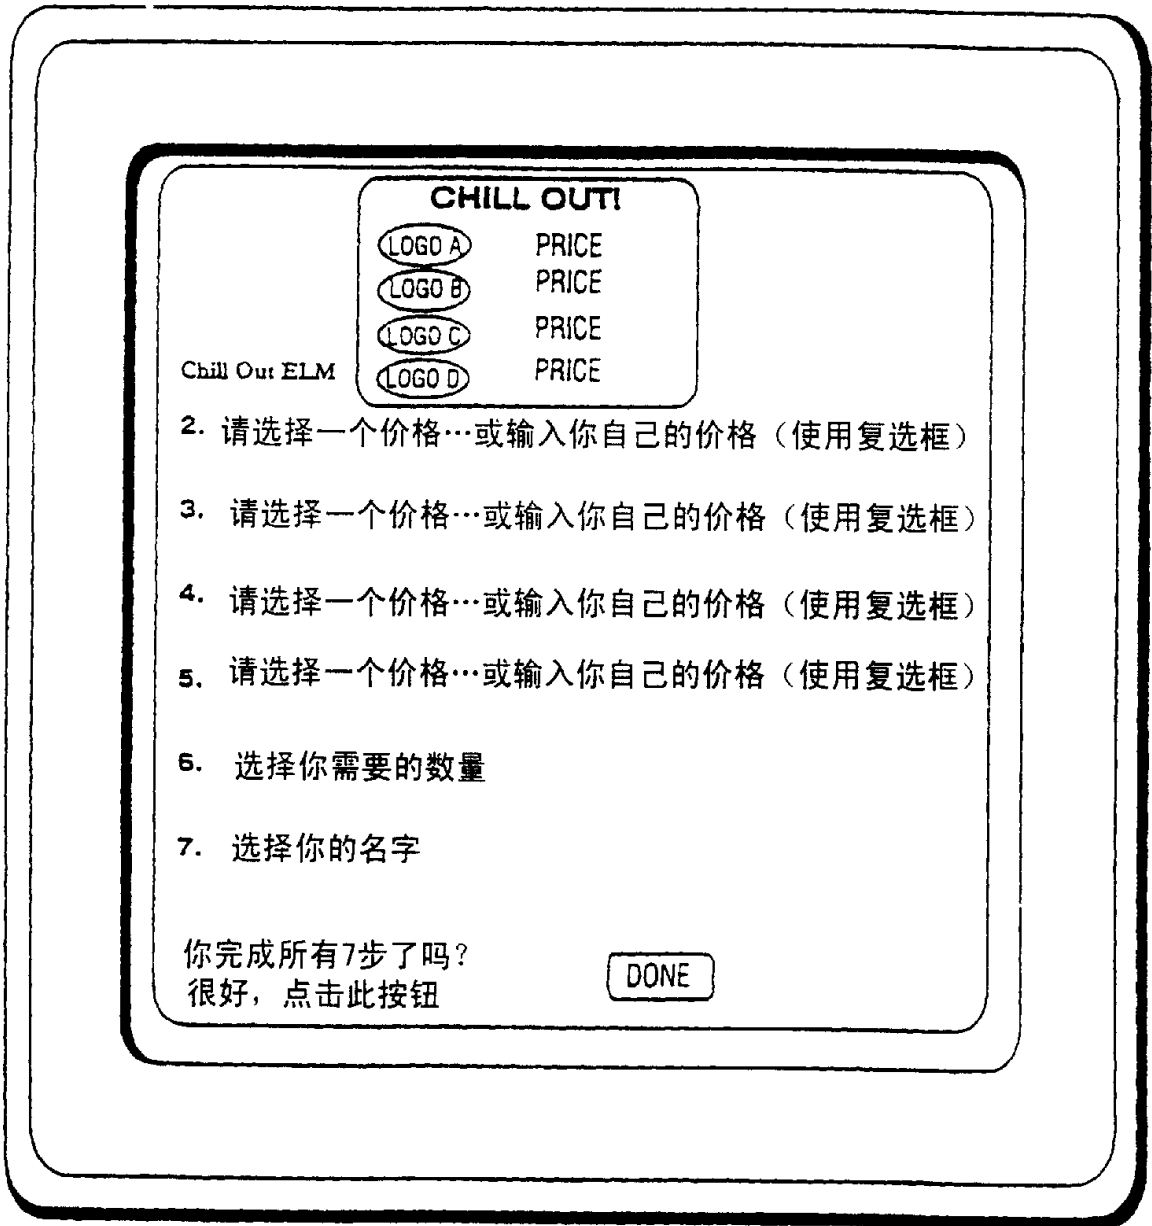 CHILL OUT!
LOGO A PRICE
LOGO B PRICE
LOGO C PRICE
LOGO D PRICE
Chill Out ELM
2. 请选择一个价格…或输入你自己的价格（使用复选框）
3. 请选择一个价格…或输入你自己的价格（使用复选框）
4. 请选择一个价格…或输入你自己的价格（使用复选框）
5. 请选择一个价格…或输入你自己的价格（使用复选框）
6. 选择你需要的数量
7. 选择你的名字
你完成所有7步了吗？
很好，点击此按钮
DONE